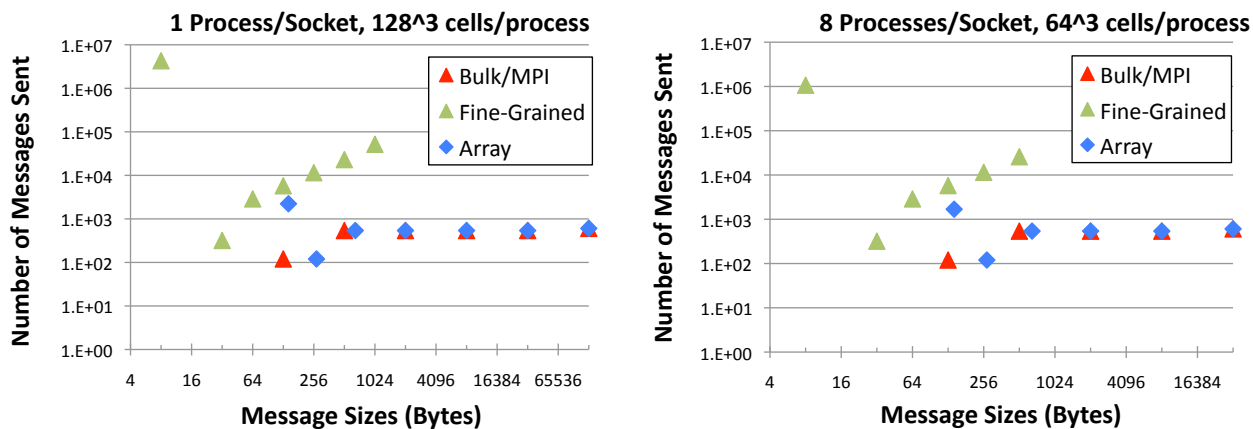 1 Process/Socket, 128^3 cells/process
Number of Messages Sent
1.E+07
1.E+06
1.E+05
1.E+04
1.E+03
1.E+02
1.E+01
1.E+00
Bulk/MPI
Fine-Grained
Array
4 16 64 256 1024 4096 16384 65536
Message Sizes (Bytes)
8 Processes/Socket, 64^3 cells/process
Number of Messages Sent
1.E+07
1.E+06
1.E+05
1.E+04
1.E+03
1.E+02
1.E+01
1.E+00
Bulk/MPI
Fine-Grained
Array
4 16 64 256 1024 4096 16384
Message Sizes (Bytes)